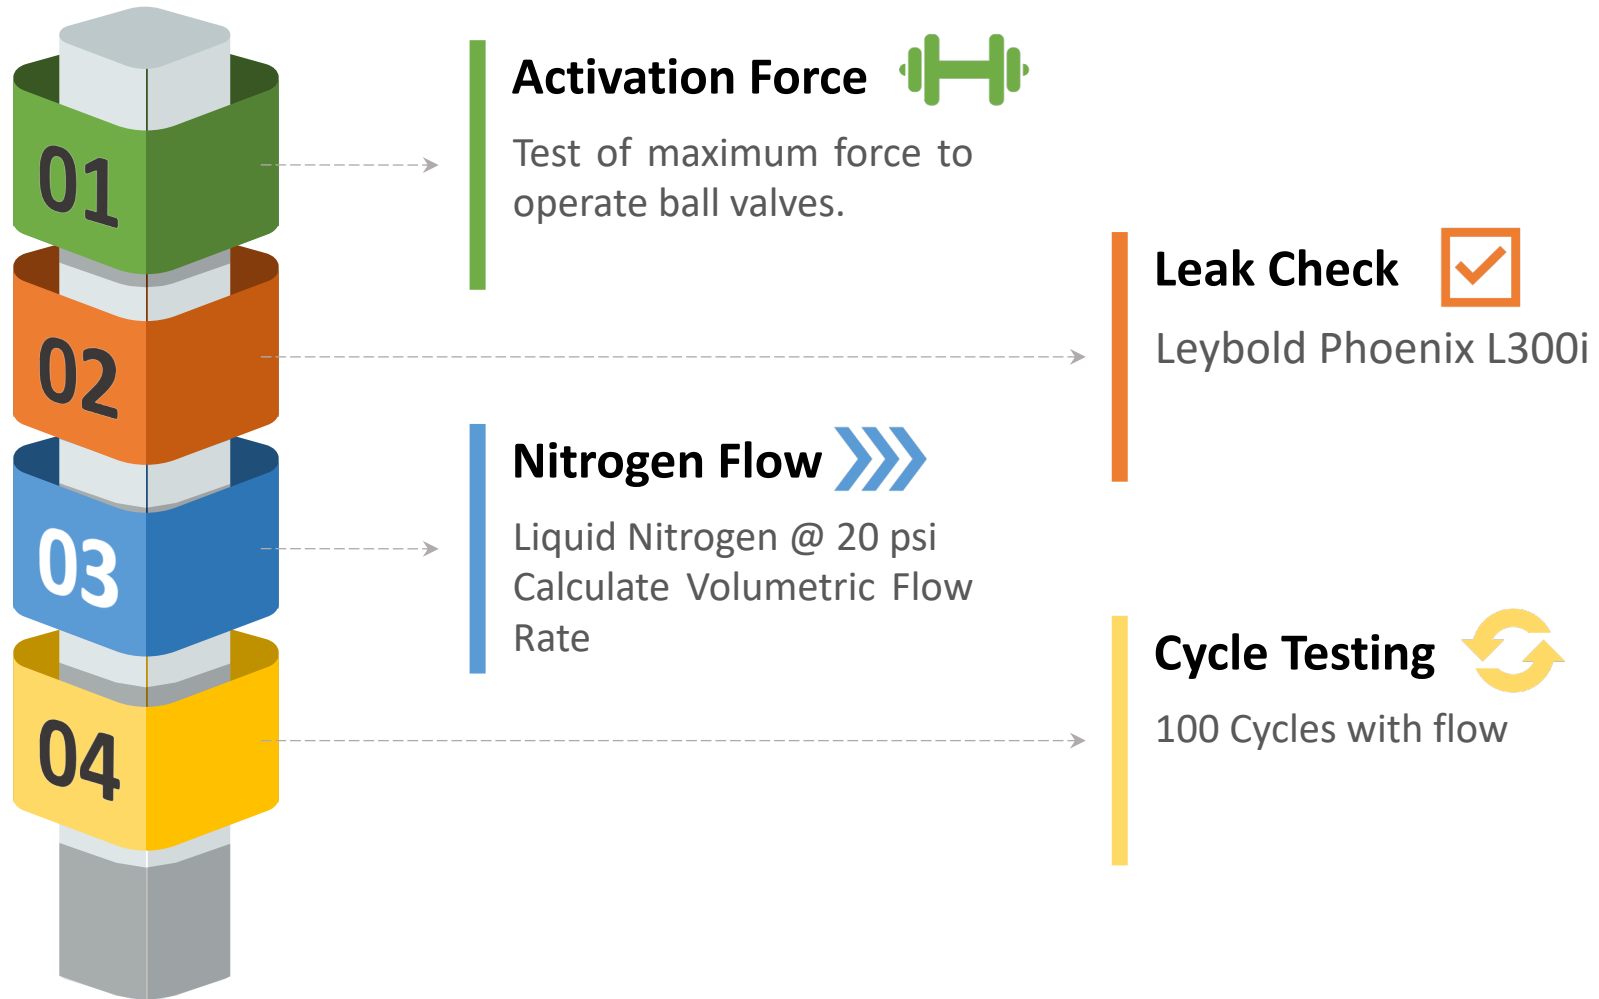 01
Activation Force
Test of maximum force to
operate ball valves.
02
Leak Check
Leybold Phoenix L300i
03
Nitrogen Flow
Liquid Nitrogen @ 20 psi
Calculate Volumetric Flow
Rate
04
Cycle Testing
100 Cycles with flow